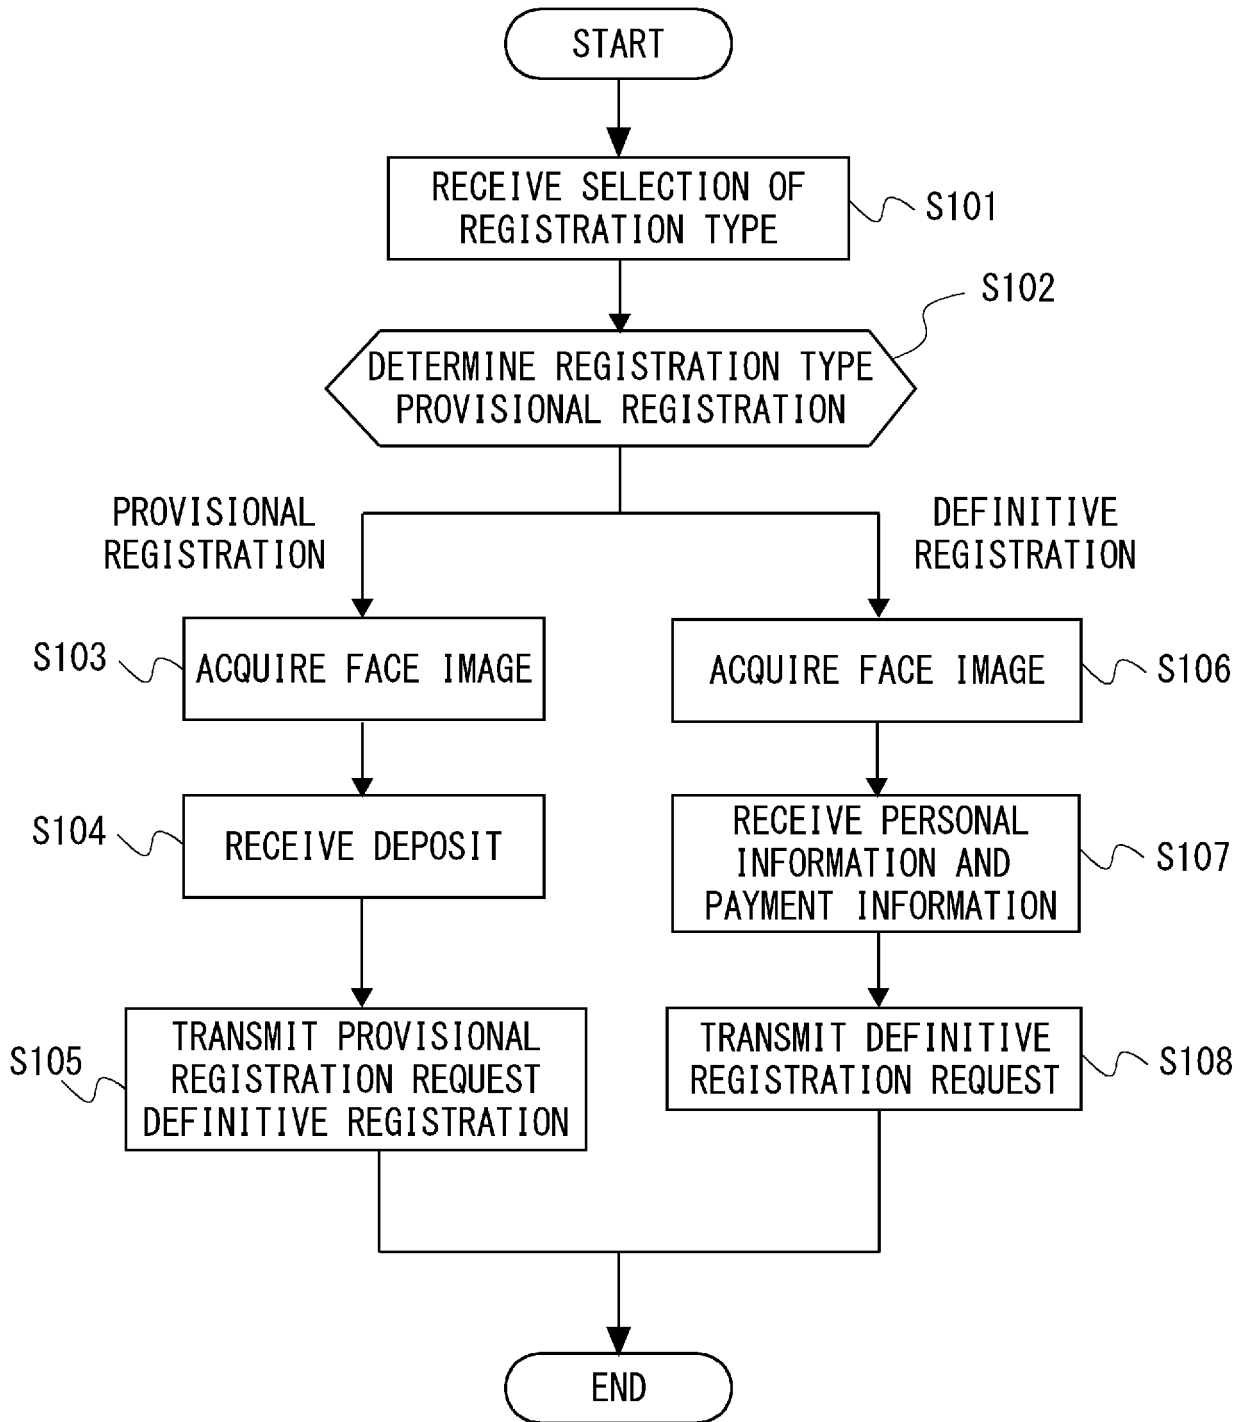 START
RECEIVE SELECTION OF
REGISTRATION TYPE
S101
S102
DETERMINE REGISTRATION TYPE
PROVISIONAL REGISTRATION
PROVISIONAL
REGISTRATION
DEFINITIVE
REGISTRATION
S103
ACQUIRE FACE IMAGE
ACQUIRE FACE IMAGE
S106
S104
RECEIVE DEPOSIT
RECEIVE PERSONAL
INFORMATION AND
PAYMENT INFORMATION
S107
S105
TRANSMIT PROVISIONAL
REGISTRATION REQUEST
DEFINITIVE REGISTRATION
TRANSMIT DEFINITIVE
REGISTRATION REQUEST
S108
END